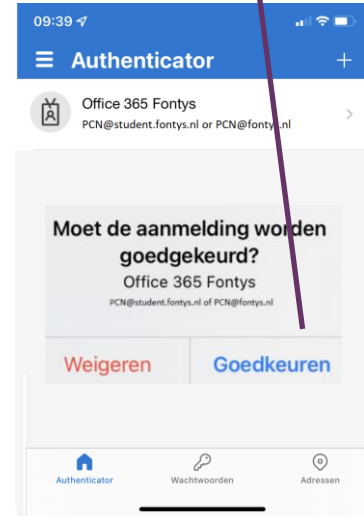 09:39
Authenticator
Office 365 Fontys
PCN@student.fontys.nl or PCN@fontys.nl
Moet de aanmelding worden
goedgekeurd?
Office 365 Fontys
PCN@student.fontys.nl of PCN@fontys.nl
Weigeren Goedkeuren
Authenticator Wachtwoorden Adressen